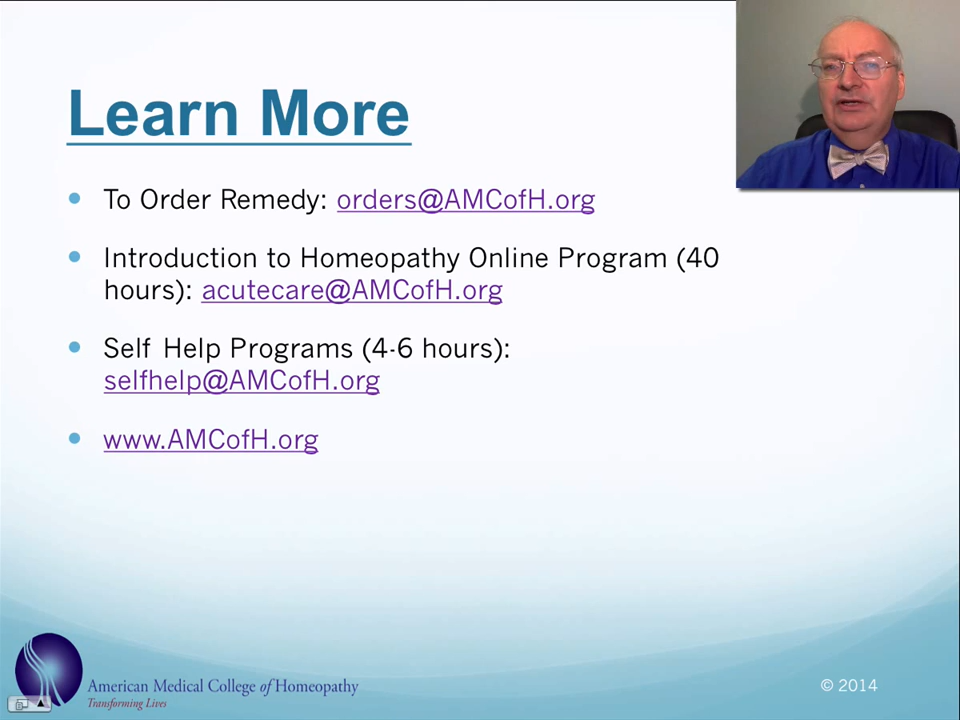 Learn More
To Order Remedy: orders@AMCofH.org
Introduction to Homeopathy Online Program (40
hours): acutecare@AMCofH.org
Self Help Programs (4-6 hours):
selfhelp@AMCofH.org
www.AMCofH.org
American Medical College of Homeopathy
Transforming Lives
© 2014